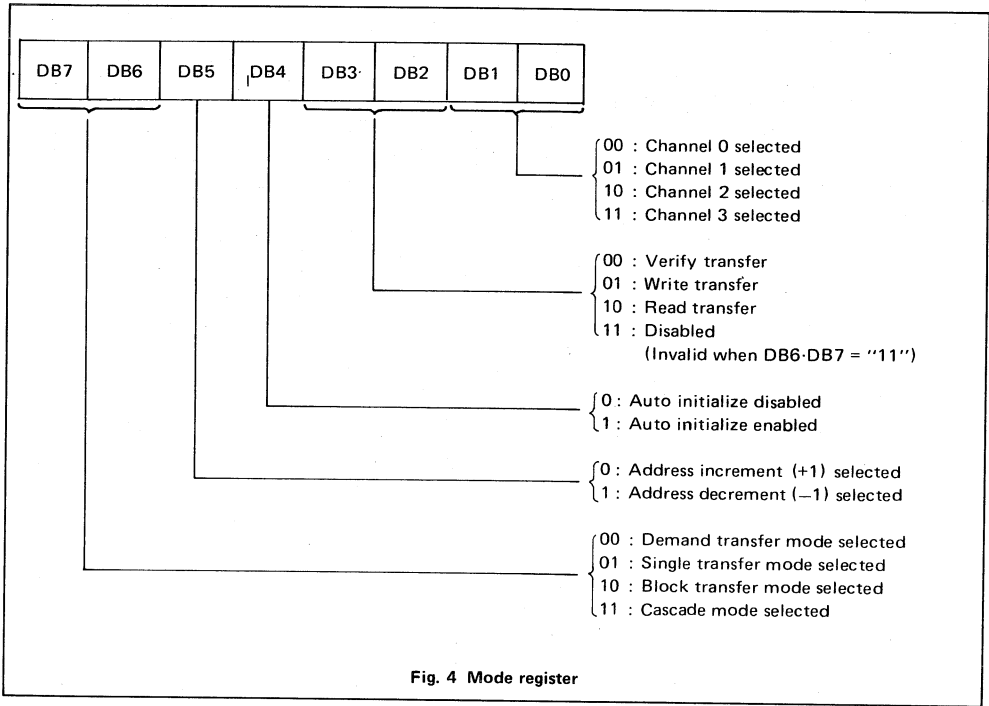 DB7 DB6 DB5 DB4 DB3 DB2 DB1 DB0
00 : Channel 0 selected
01 : Channel 1 selected
10 : Channel 2 selected
11 : Channel 3 selected
00 : Verify transfer
01 : Write transfer
10 : Read transfer
11 : Disabled
(Invalid when DB6·DB7 = "11")
0 : Auto initialize disabled
1 : Auto initialize enabled
0 : Address increment (+1) selected
1 : Address decrement (−1) selected
00 : Demand transfer mode selected
01 : Single transfer mode selected
10 : Block transfer mode selected
11 : Cascade mode selected
Fig. 4 Mode register